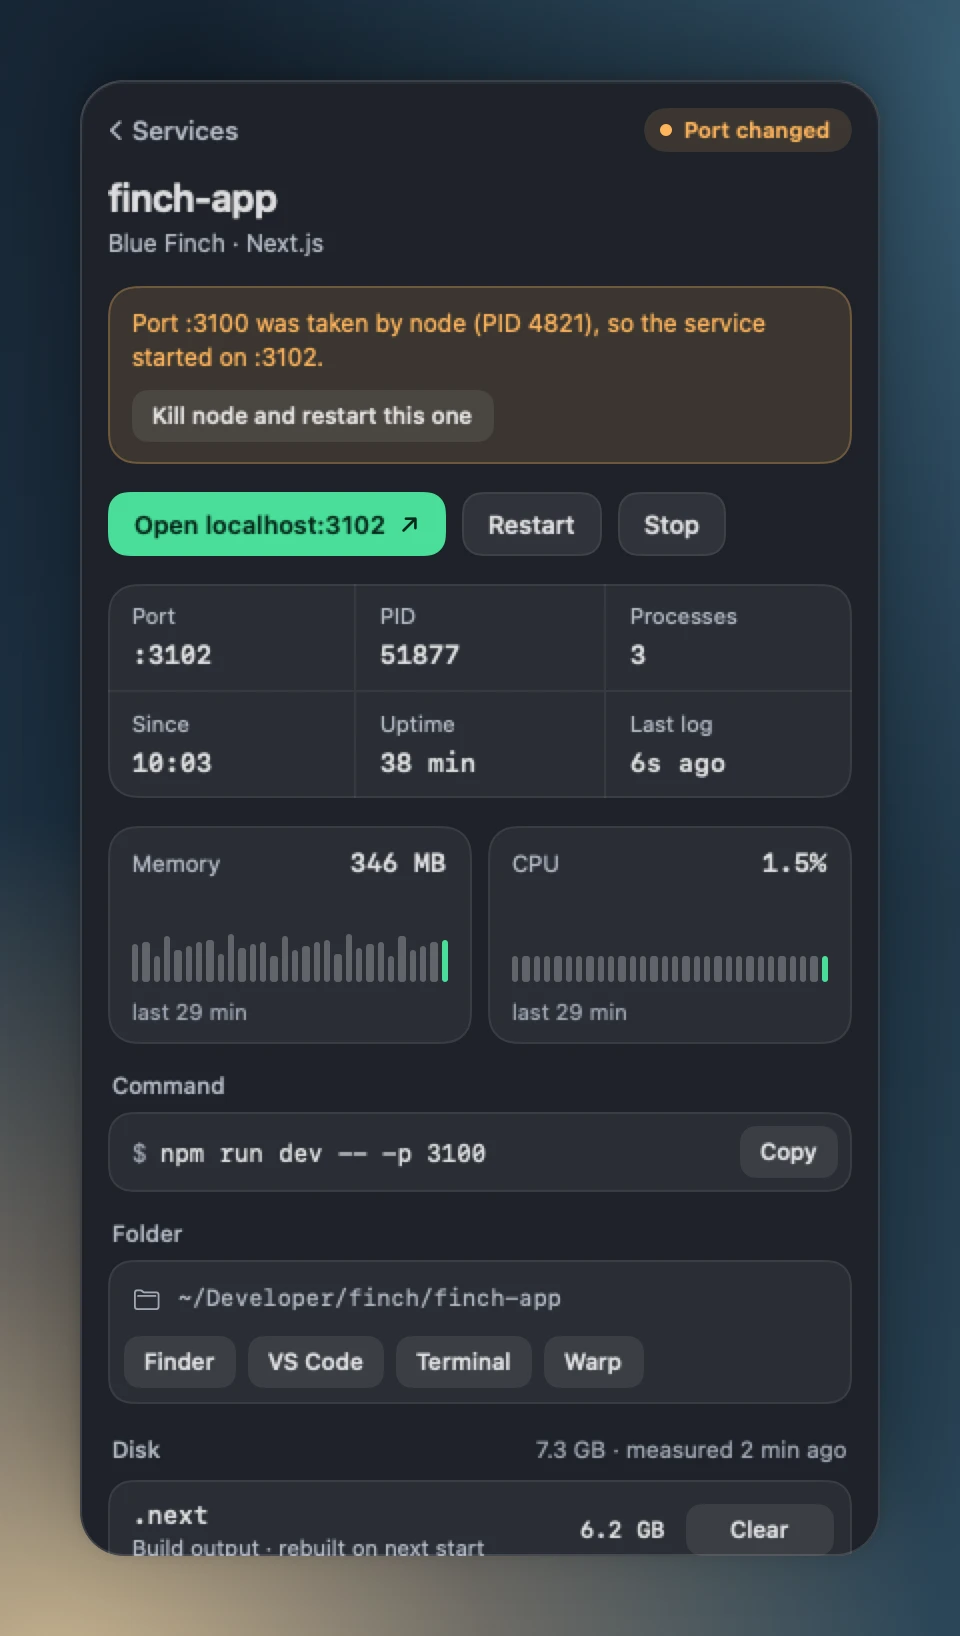 Services
Port changed
finch-app
Blue Finch · Next.js
Port :3100 was taken by node (PID 4821), so the service
started on :3102.
Kill node and restart this one
Open localhost:3102 ↗
Restart
Stop
Port
PID
Processes
:3102
51877
3
Since
Uptime
Last log
10:03
38 min
6s ago
Memory
346 MB
last 29 min
CPU
1.5%
last 29 min
Command
$ npm run dev -- -p 3100
Copy
Folder
~/Developer/finch/finch-app
Finder
VS Code
Terminal
Warp
Disk
7.3 GB · measured 2 min ago
.next
6.2 GB
Clear
Build output · rebuilt on next start